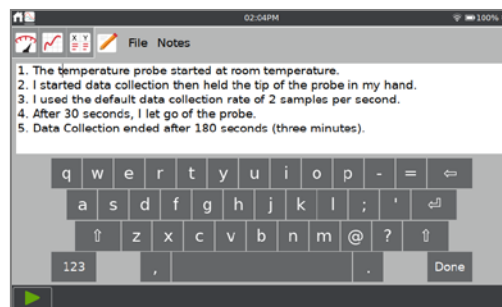 02:04PM
100%
X Y
File Notes
1. The temperature probe started at room temperature.
2. I started data collection then held the tip of the probe in my hand.
3. I used the default data collection rate of 2 samples per second.
4. After 30 seconds, I let go of the probe.
5. Data Collection ended after 180 seconds (three minutes).
q w e r t y u i o p - =
a s d f g h j k l ; '
z x c v b n m @ ?
123 , . Done